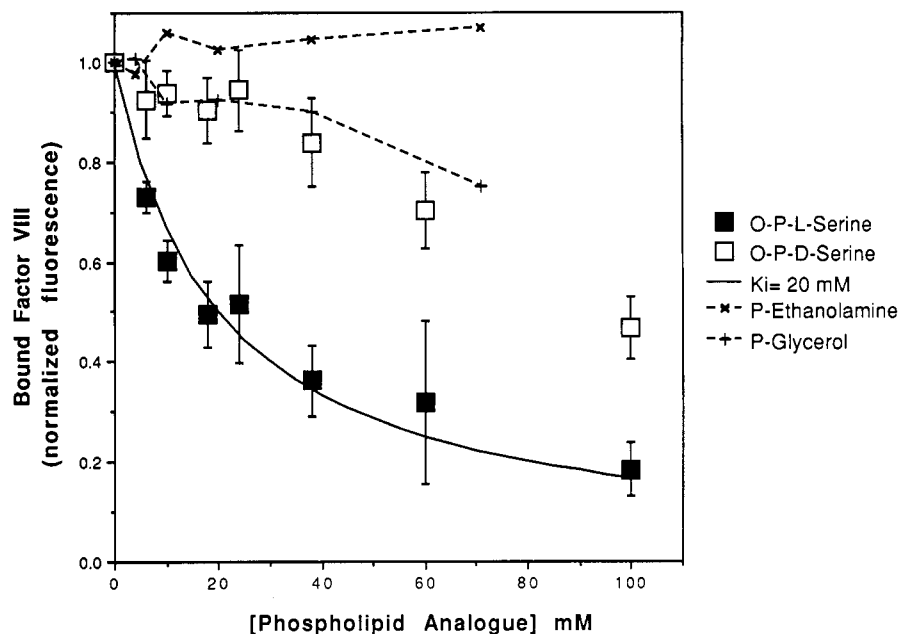 Bound Factor VIII
(normalized fluorescence)
1.0
0.8
0.6
0.4
0.2
0.0
0
20
40
60
80
100
[Phospholipid Analogue] mM
O-P-L-Serine
O-P-D-Serine
Ki= 20 mM
P-Ethanolamine
P-Glycerol